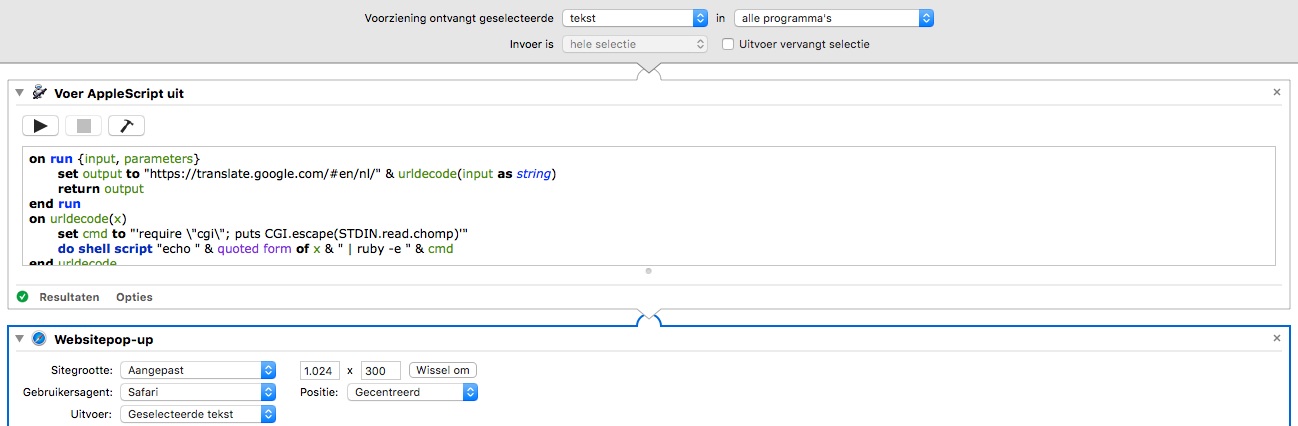 Voorziening ontvangt geselecteerde tekst in alle programma's
Invoer is hele selectie Uitvoer vervangt selectie
Voer AppleScript uit
on run {input, parameters}
set output to "https://translate.google.com/#en/nl/" & urldecode(input as string)
return output
end run
on urldecode(x)
set cmd to "'require \"cgi\"; puts CGI.escape(STDIN.read.chomp)'"
do shell script "echo " & quoted form of x & " | ruby -e " & cmd
end urldecode
Resultaten Opties
Websitepop-up
Sitegrootte: Aangepast 1.024 x 300 Wissel om
Gebruikersagent: Safari Positie: Gecentreerd
Uitvoer: Geselecteerde tekst